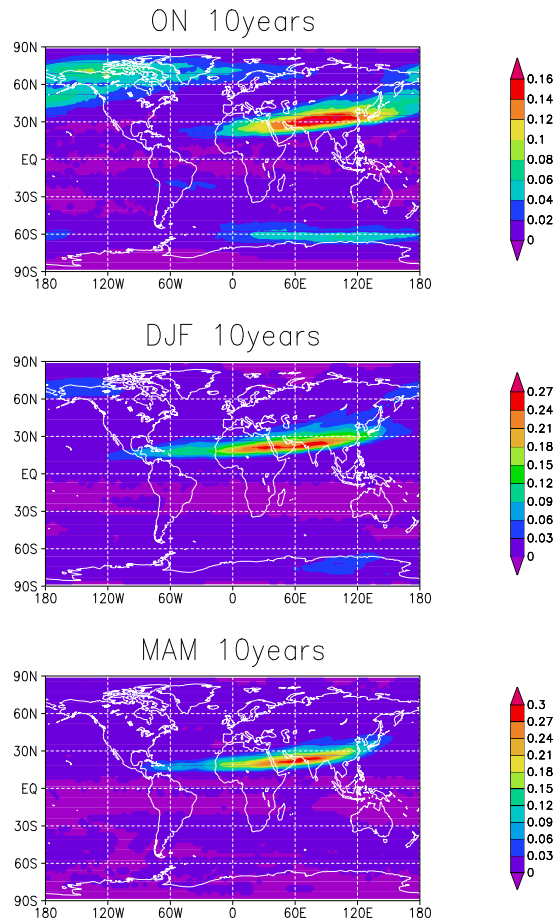 ON 10years
90N
60N
30N
EQ
30S
60S
90S
180 120W 60W 0 60E 120E 180
0.16
0.14
0.12
0.1
0.08
0.06
0.04
0.02
0
DJF 10years
90N
60N
30N
EQ
30S
60S
90S
180 120W 60W 0 60E 120E 180
0.27
0.24
0.21
0.18
0.15
0.12
0.09
0.06
0.03
0
MAM 10years
90N
60N
30N
EQ
30S
60S
90S
180 120W 60W 0 60E 120E 180
0.3
0.27
0.24
0.21
0.18
0.15
0.12
0.09
0.06
0.03
0